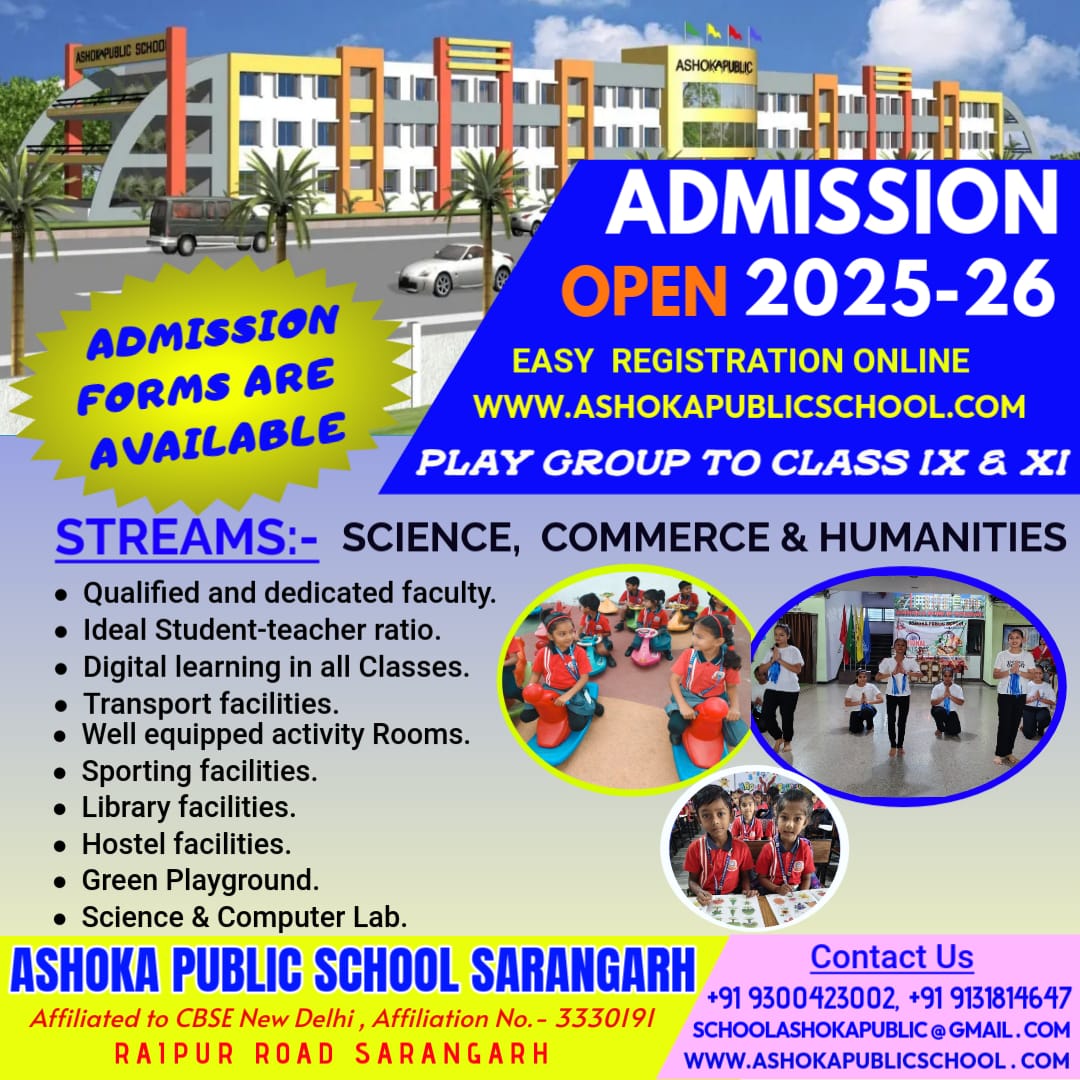 ASHOKA PUBLIC SCHOOL
ASHOKA PUBLIC
ADMISSION
OPEN 2025-26
EASY REGISTRATION ONLINE
WWW.ASHOKAPUBLICSCHOOL.COM
PLAY GROUP TO CLASS IX & XI
ADMISSION
FORMS ARE
AVAILABLE
STREAMS:- SCIENCE, COMMERCE & HUMANITIES
• Qualified and dedicated faculty.
• Ideal Student-teacher ratio.
• Digital learning in all Classes.
• Transport facilities.
• Well equipped activity Rooms.
• Sporting facilities.
• Library facilities.
• Hostel facilities.
• Green Playground.
• Science & Computer Lab.
ASHOKA PUBLIC SCHOOL SARANGARH
Affiliated to CBSE New Delhi , Affiliation No.- 3330191
RAIPUR ROAD SARANGARH
Contact Us
+91 9300423002, +91 9131814647
SCHOOLASHOKAPUBLIC@GMAIL.COM
WWW.ASHOKAPUBLICSCHOOL.COM